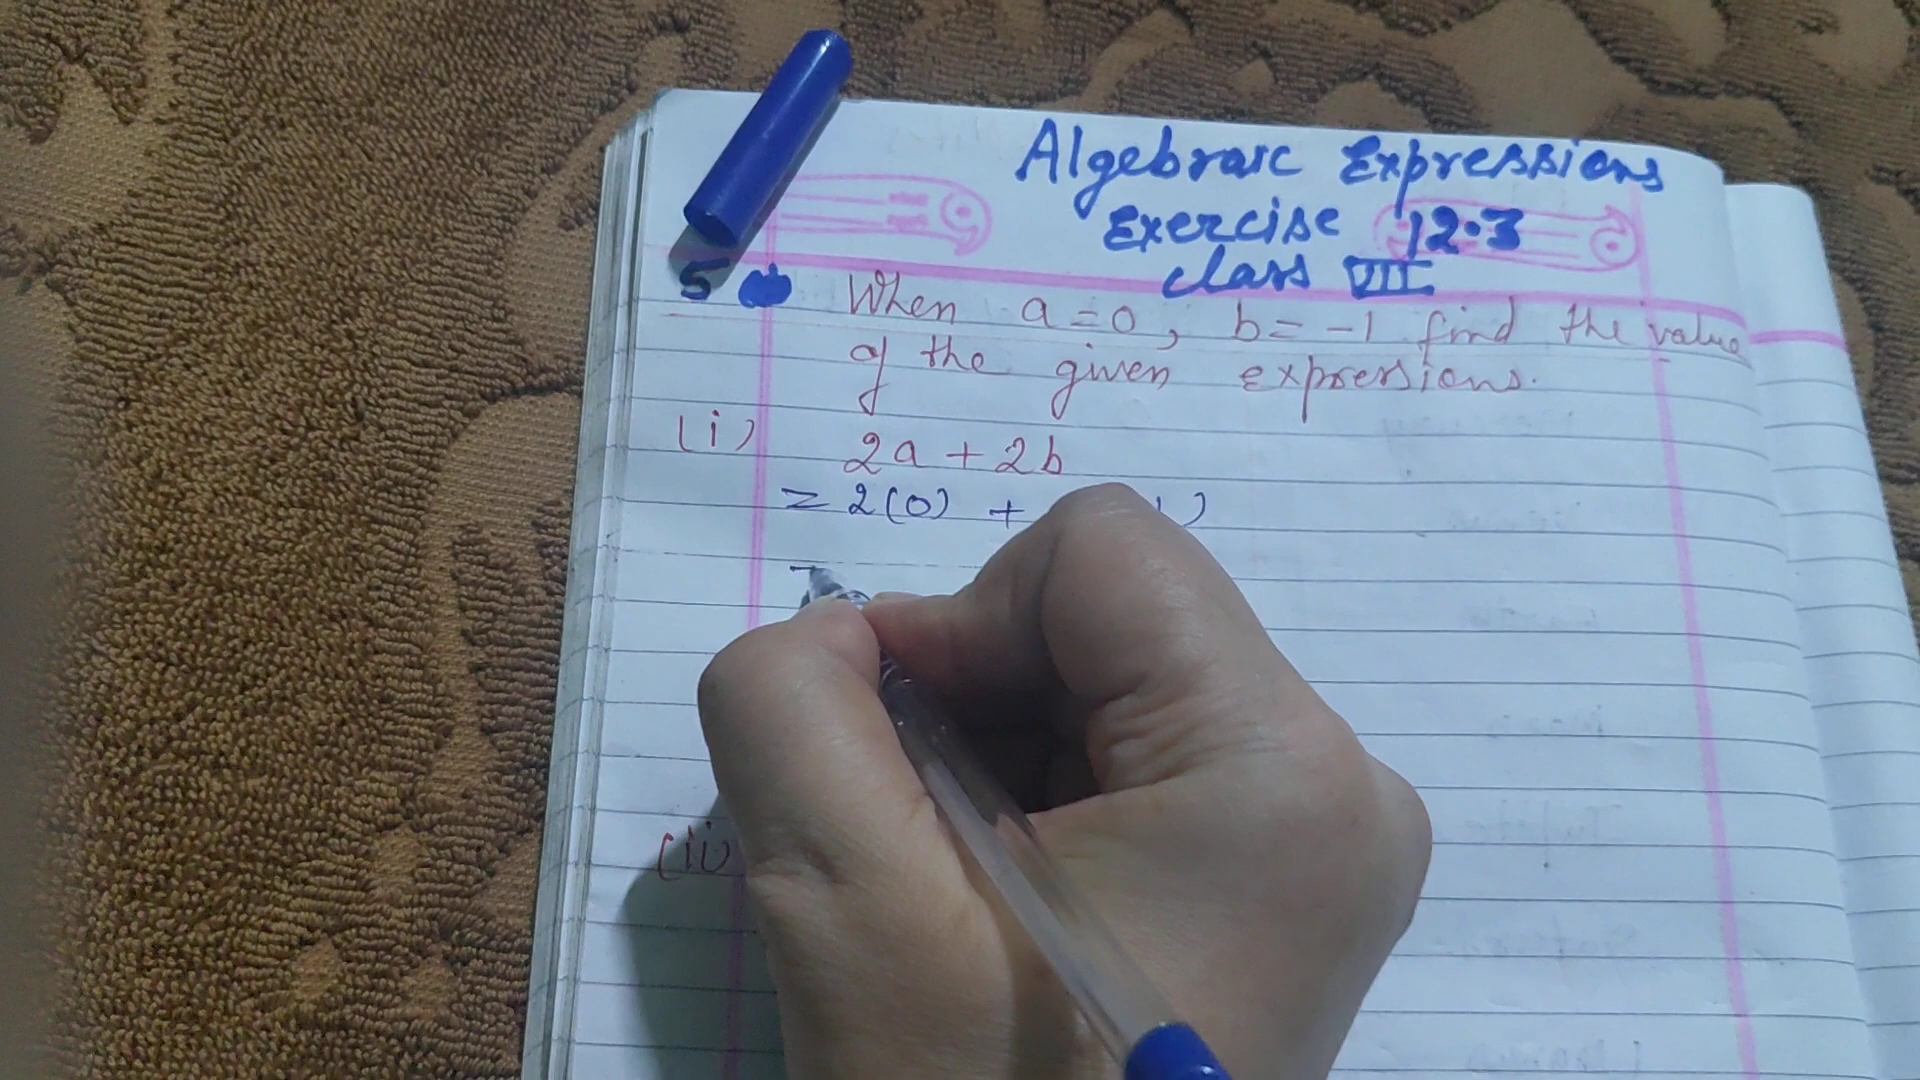 Algebraic Expressions
Exercise 12.3
Class VII
5 When a=0, b= -1 find the value
of the given expressions.
(i) 2a + 2b
= 2(0) + )
(ii)